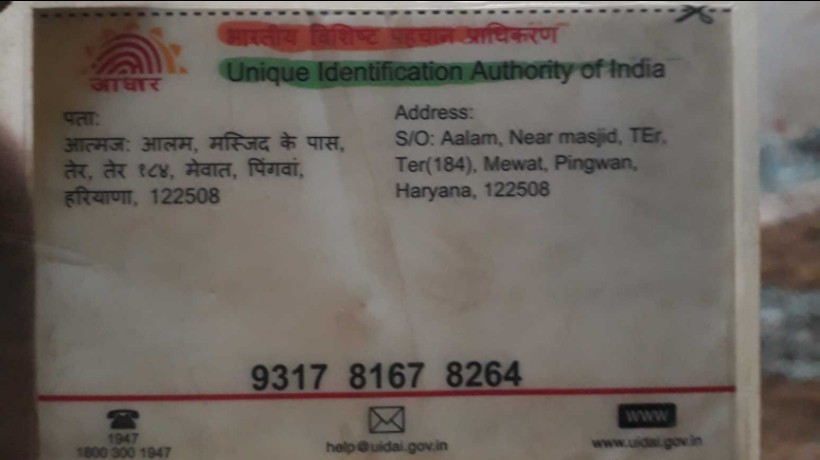 भारतीय विशिष्ट पहचान प्राधिकरण
Unique Identification Authority of India
आधार
पता:
आत्मज: आलम, मस्जिद के पास,
तेर, तेर १८४, मेवात, पिंगवां,
हरियाणा, 122508
Address:
S/O: Aalam, Near masjid, TEr,
Ter(184), Mewat, Pingwan,
Haryana, 122508
9317 8167 8264
1947
1800 300 1947
help@uidai.gov.in
www
www.uidai.gov.in